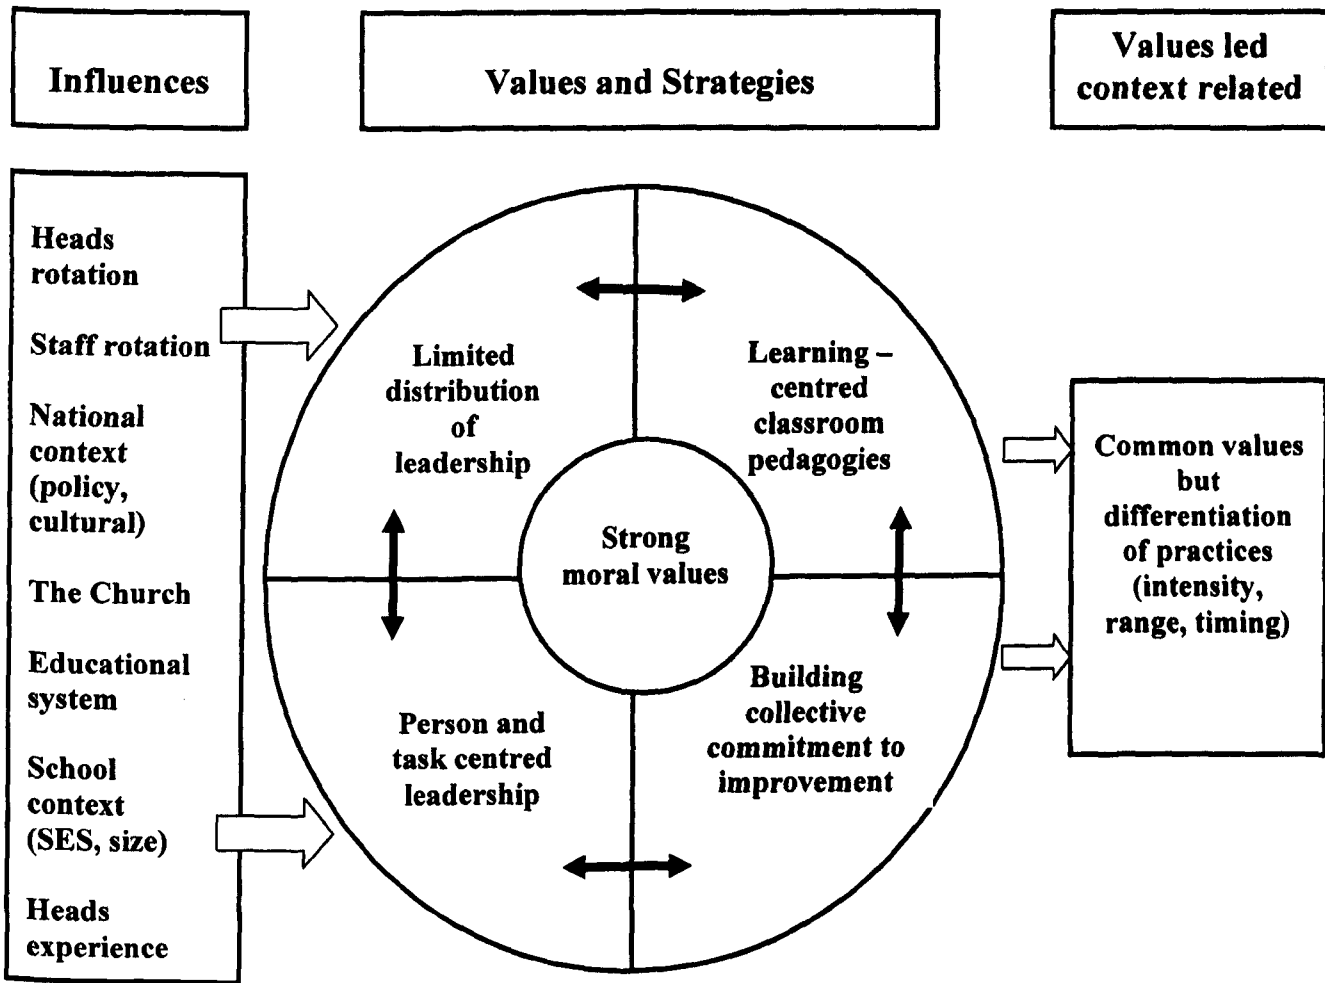 Influences
Values and Strategies
Values led
context related
Heads
rotation
Staff rotation
National
context
(policy,
cultural)
The Church
Educational
system
School
context
(SES, size)
Heads
experience
Limited
distribution
of
leadership
Learning –
centred
classroom
pedagogies
Strong
moral values
Person and
task centred
leadership
Building
collective
commitment to
improvement
Common values
but
differentiation
of practices
(intensity,
range, timing)